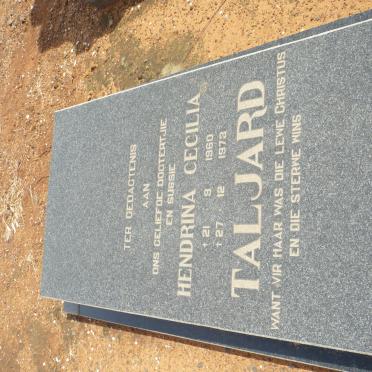 TER GEDAGTENIS
AAN
ONS GELIEFDE DOGTERTJIE
EN SUSSIE
HENDRINA CECILIA
* 21 9 1960
† 27 12 1973
TALJARD
WANT VIR HAAR WAS DIE LEWE CHRISTUS
EN DIE STERWE WINS